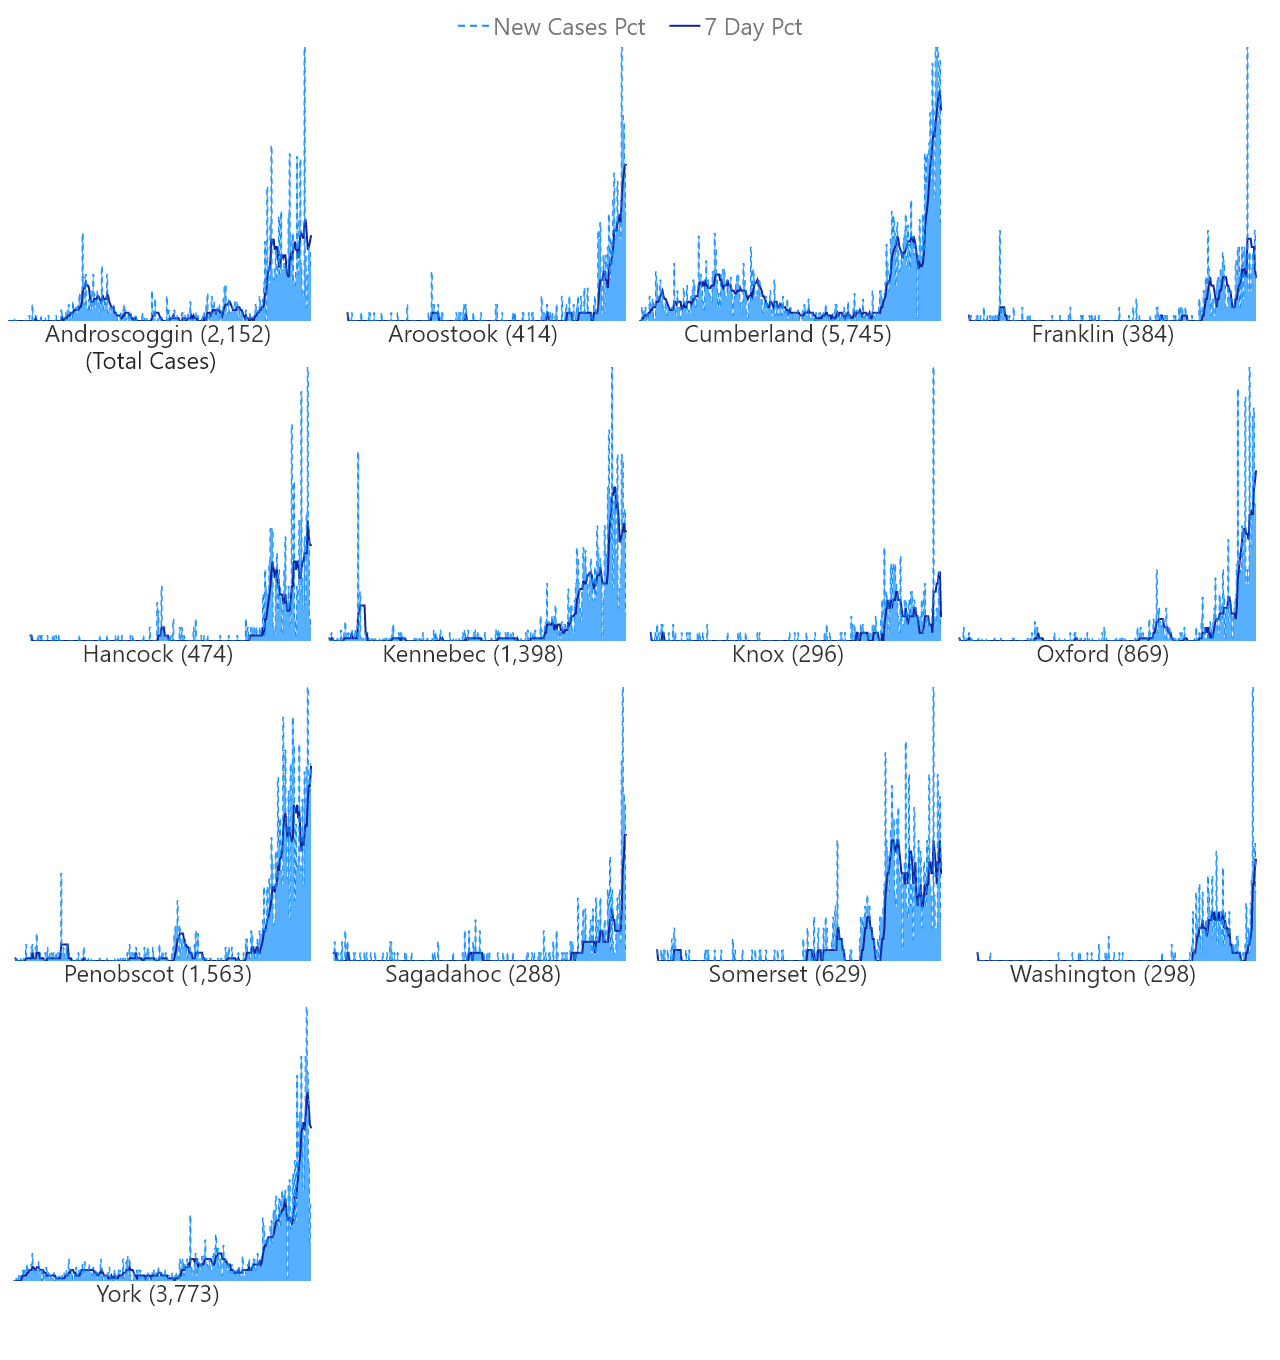 New Cases Pct 7 Day Pct
Androscoggin (2,152)
(Total Cases)
Aroostook (414)
Cumberland (5,745)
Franklin (384)
Hancock (474)
Kennebec (1,398)
Knox (296)
Oxford (869)
Penobscot (1,563)
Sagadahoc (288)
Somerset (629)
Washington (298)
York (3,773)